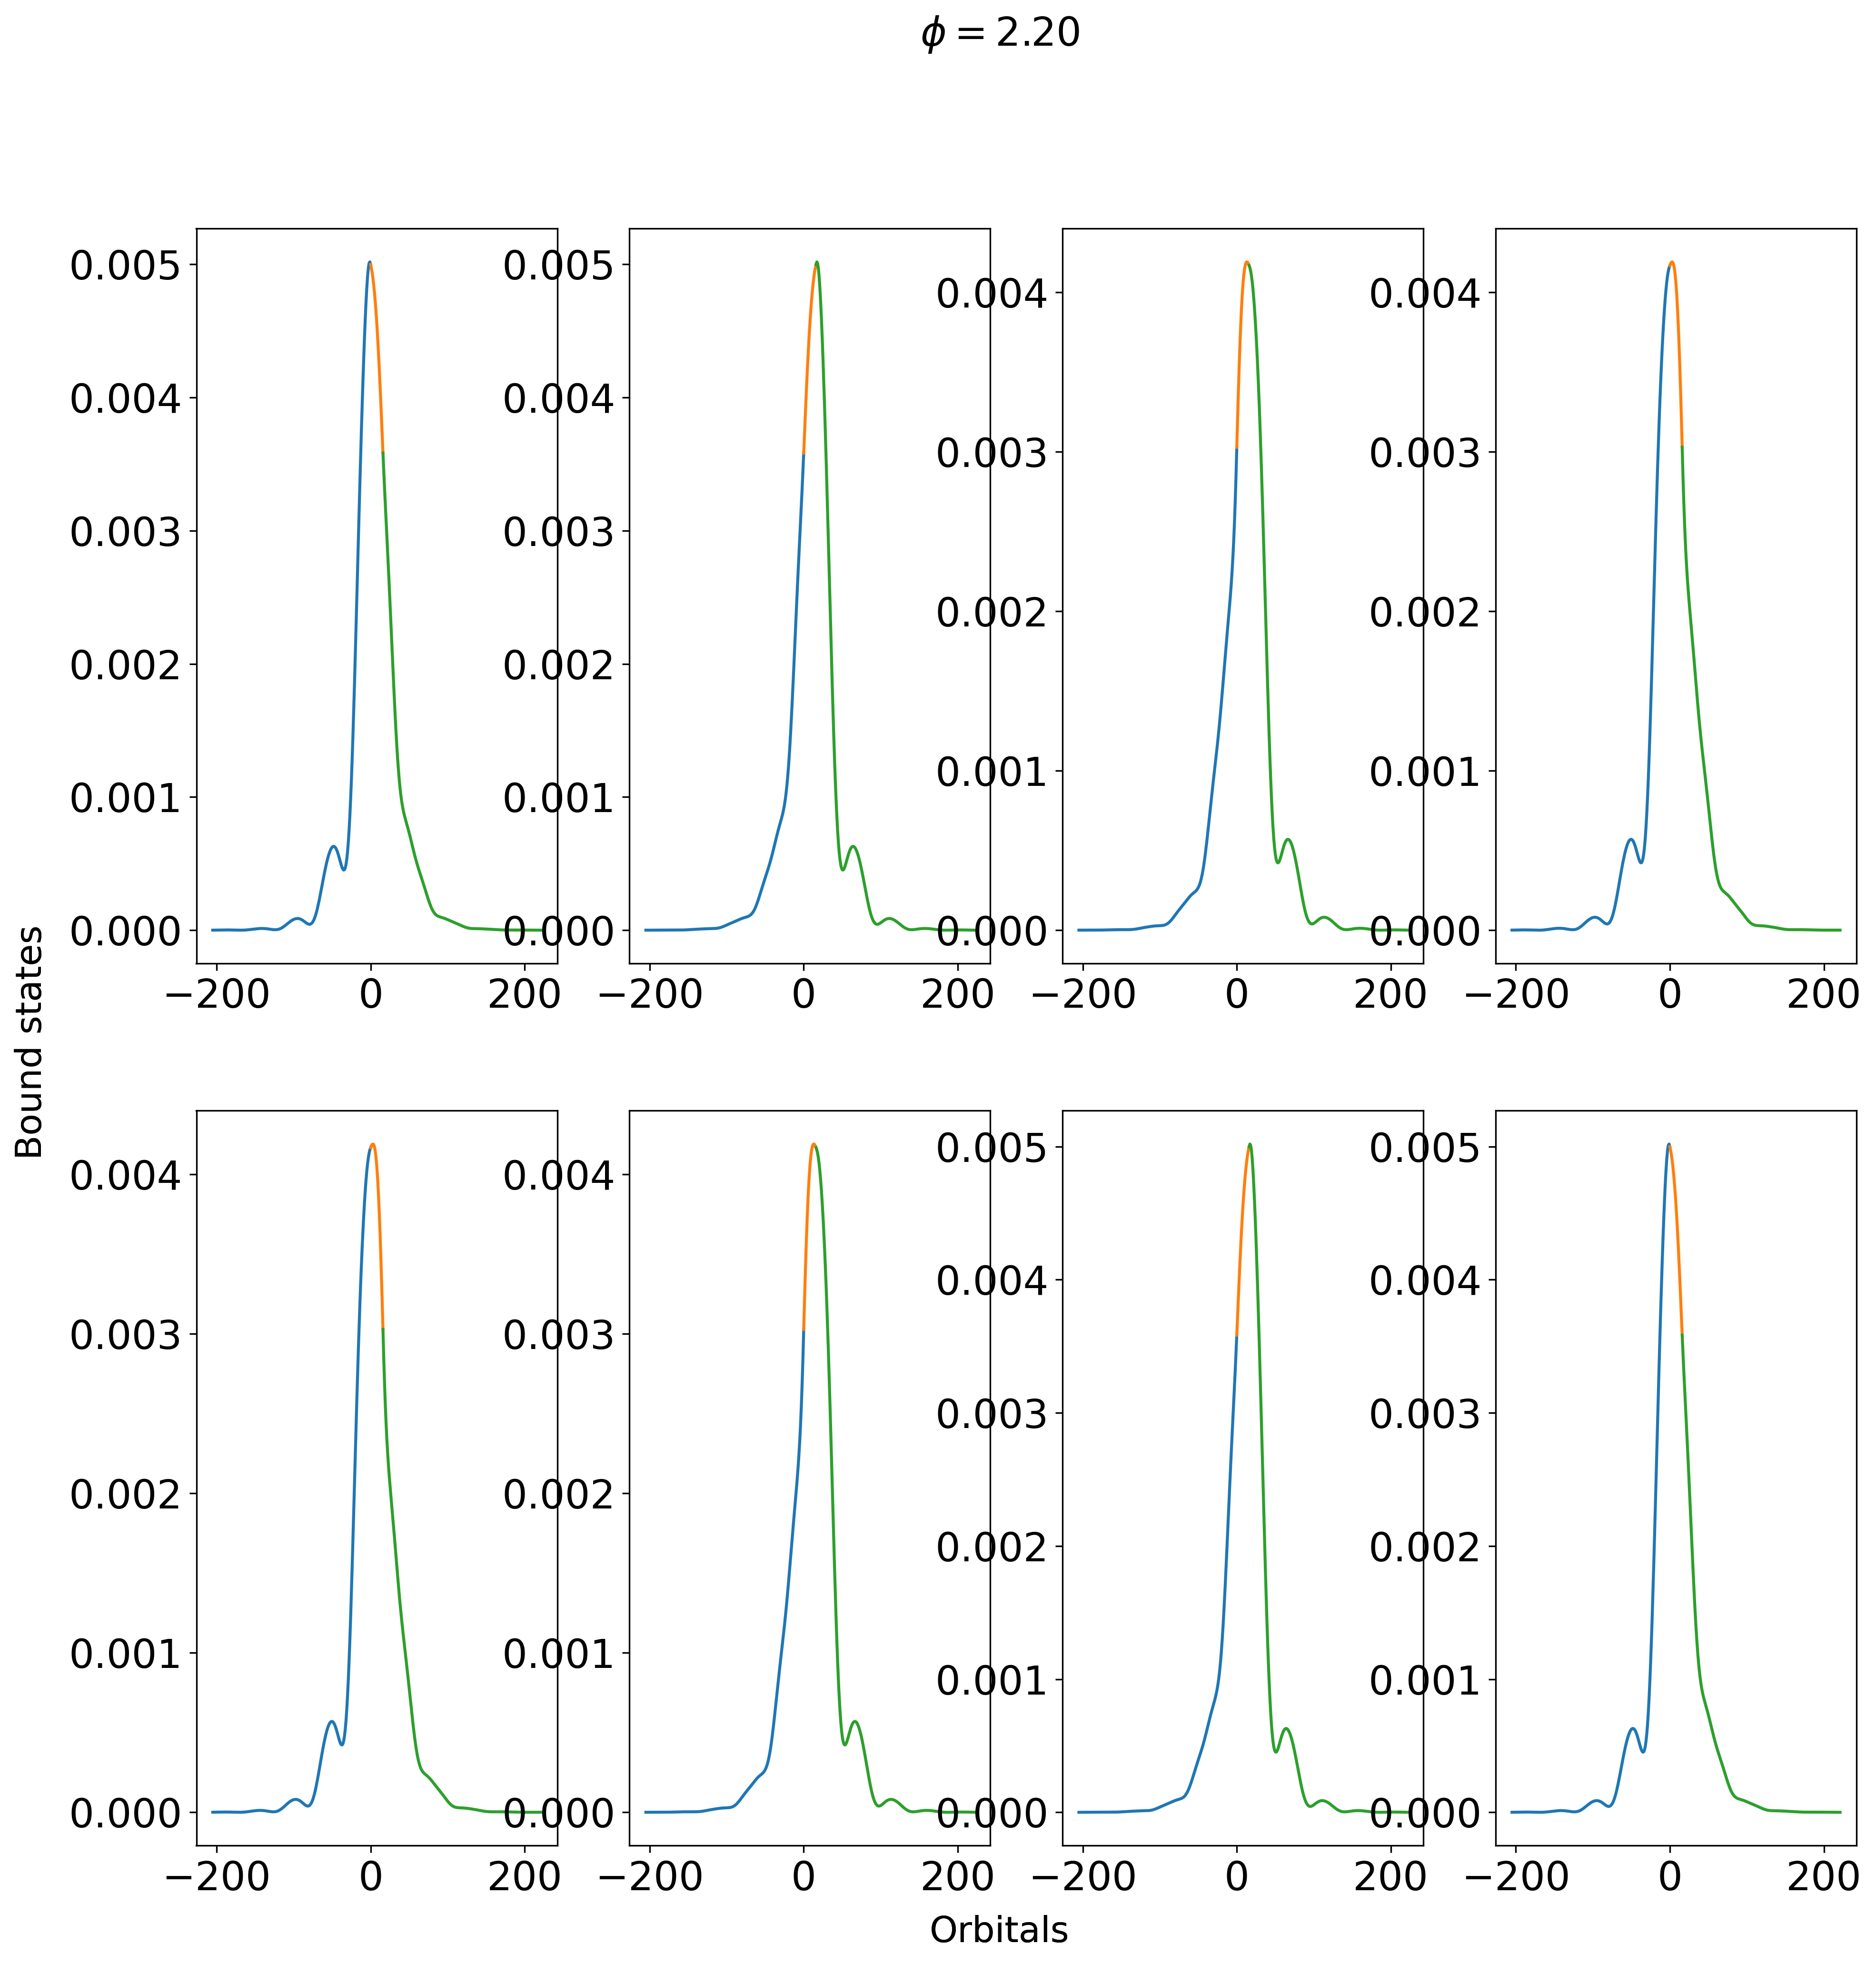 ϕ = 2.20
0.005 0.005 0.004 0.004
0.004 0.004 0.003 0.003
0.003 0.003 0.002 0.002
0.002 0.002 0.001 0.001
0.001 0.001
0.000 0.000 0.000 0.000
−200 0 200 −200 0 200 −200 0 200 −200 0 200
Bound states
0.004 0.004 0.005 0.005
0.003 0.003 0.004 0.004
0.002 0.002 0.003 0.003
0.001 0.001 0.002 0.002
0.001 0.001
0.000 0.000 0.000 0.000
−200 0 200 −200 0 200 −200 0 200 −200 0 200
Orbitals